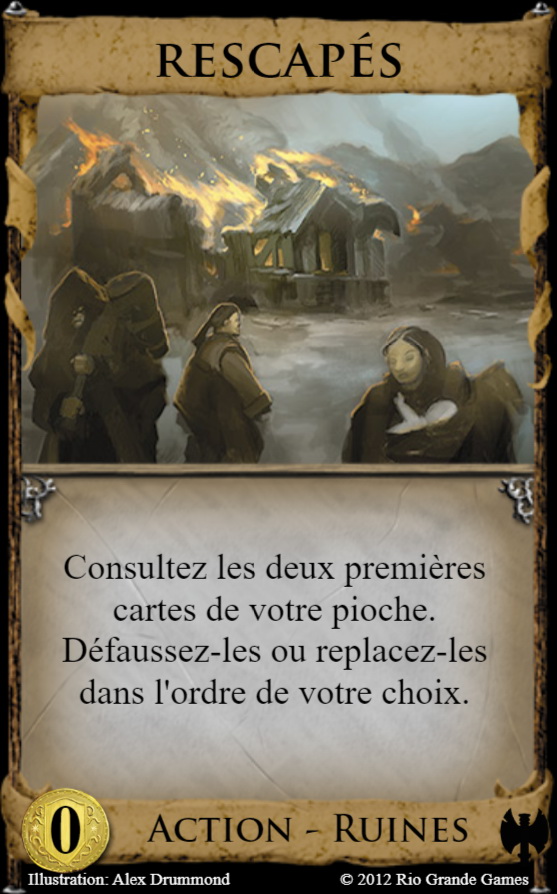 RESCAPÉS
Consultez les deux premières
cartes de votre pioche.
Défaussez-les ou replacez-les
dans l'ordre de votre choix.
0
ACTION - RUINES
Illustration: Alex Drummond
© 2012 Rio Grande Games